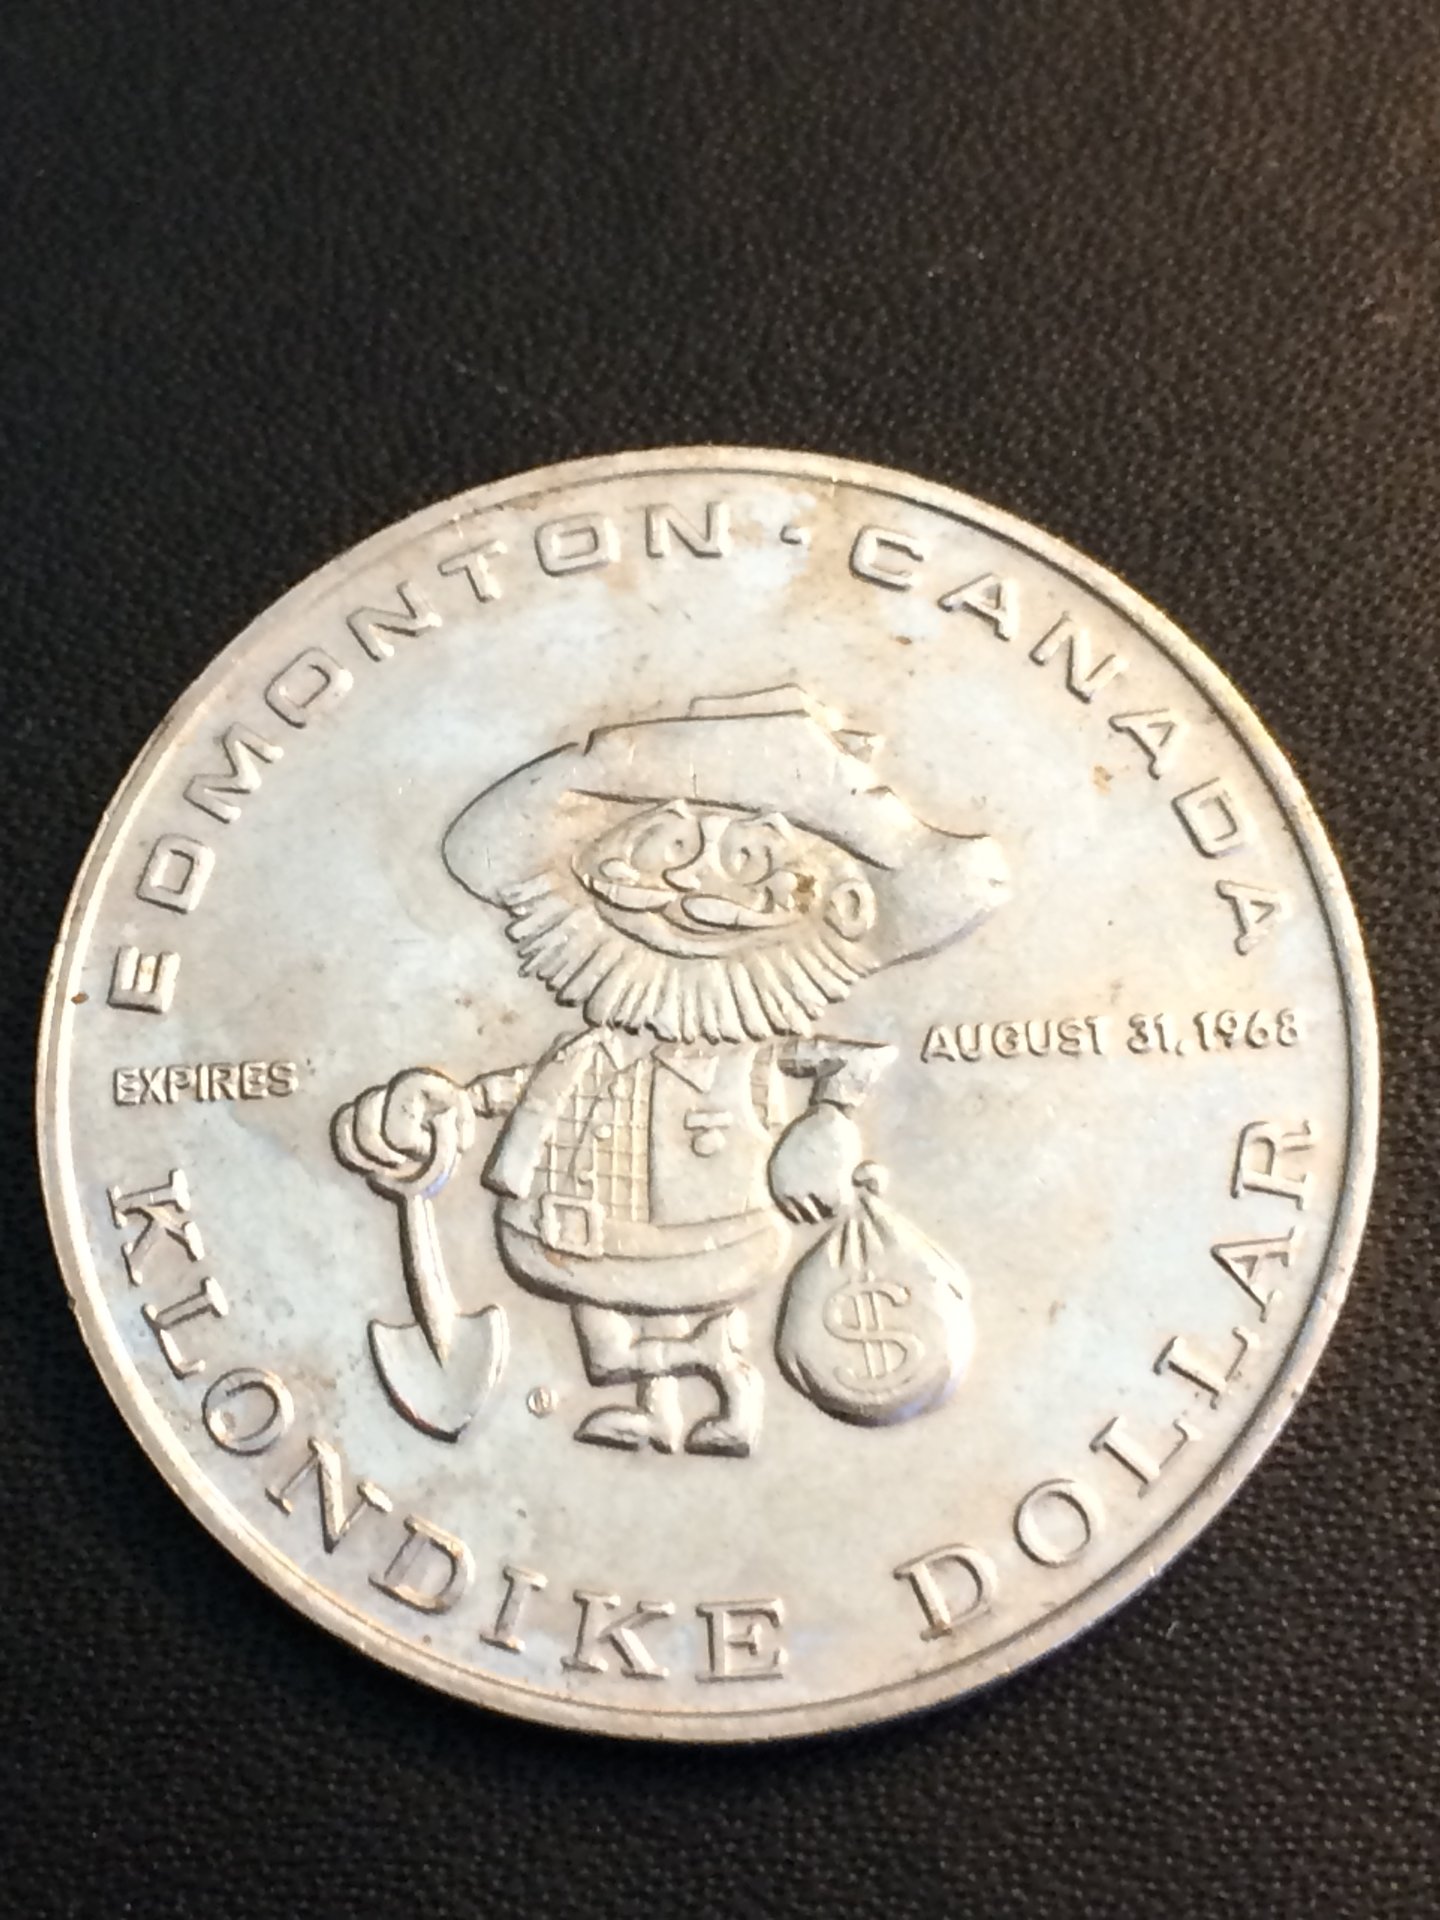 EDMONTON · CANADA
EXPIRES AUGUST 31, 1968
$
KLONDIKE DOLLAR